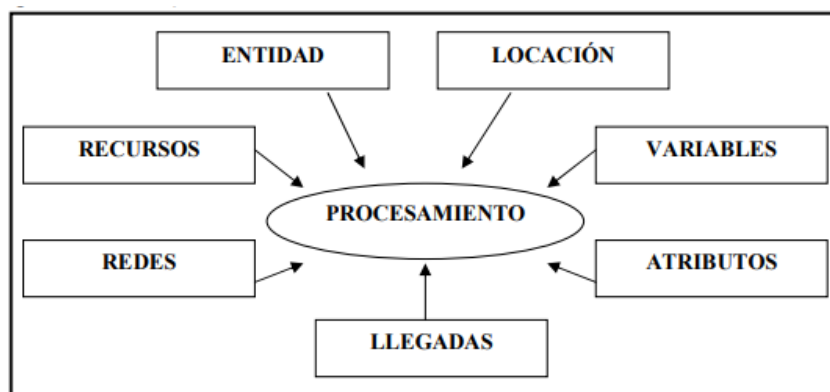 ENTIDAD
LOCACIÓN
RECURSOS
VARIABLES
PROCESAMIENTO
REDES
ATRIBUTOS
LLEGADAS